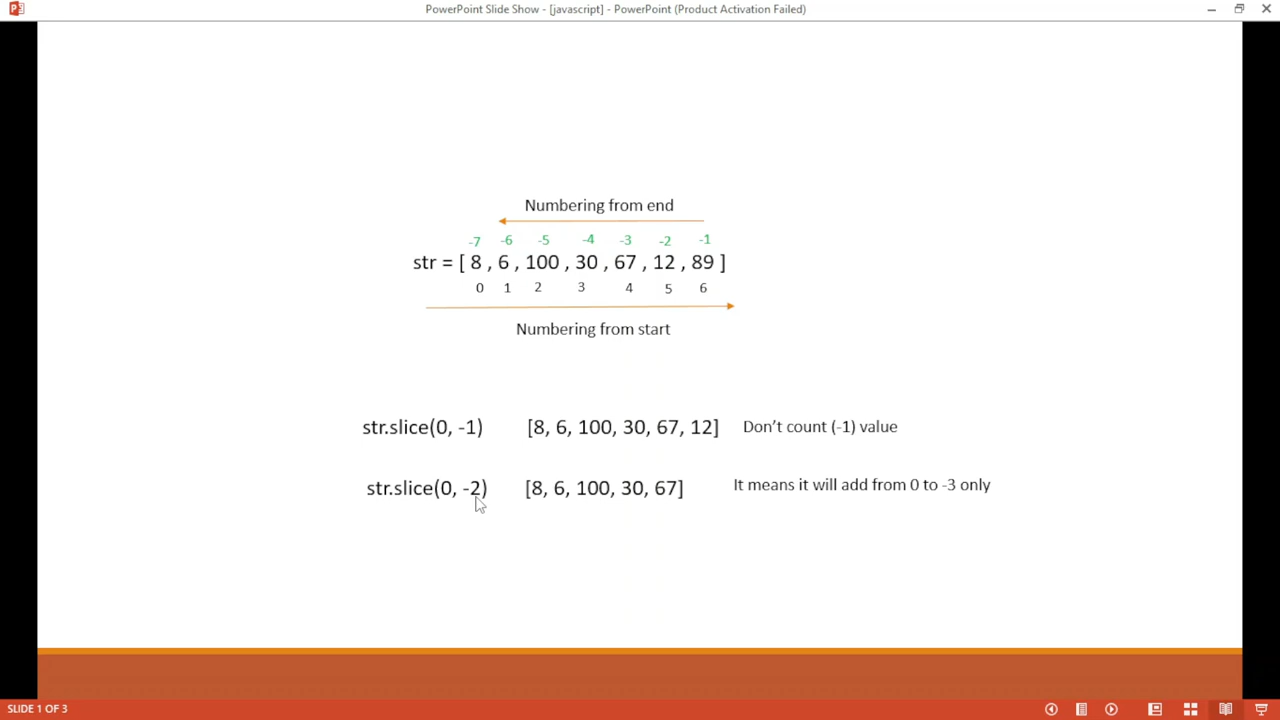 PowerPoint Slide Show - [javascript] - PowerPoint (Product Activation Failed)
Numbering from end
-7 -6 -5 -4 -3 -2 -1
str = [ 8 , 6 , 100 , 30 , 67 , 12 , 89 ]
0 1 2 3 4 5 6
Numbering from start
str.slice(0, -1) [8, 6, 100, 30, 67, 12] Don’t count (-1) value
str.slice(0, -2) [8, 6, 100, 30, 67] It means it will add from 0 to -3 only
SLIDE 1 OF 3